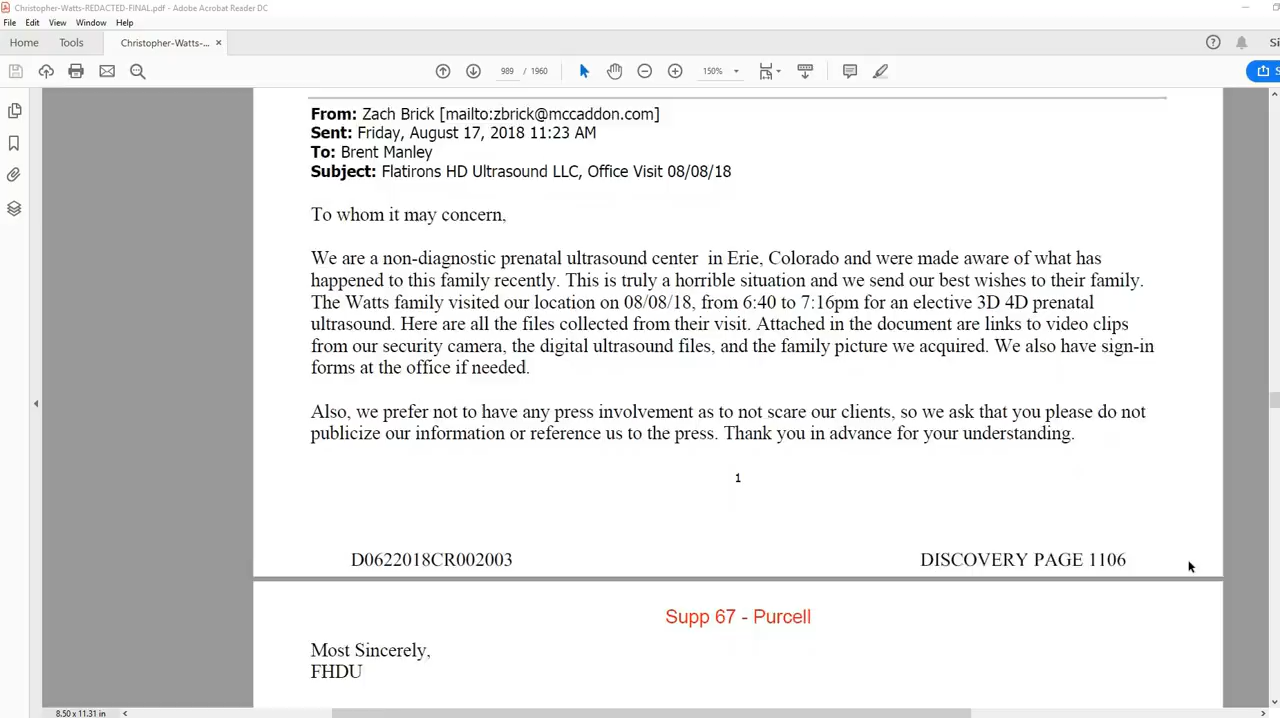 Christopher-Watts-REDACTED-FINAL.pdf - Adobe Acrobat Reader DC
File Edit View Window Help
Home Tools Christopher-Watts-... ×
989 / 1960 150%
From: Zach Brick [mailto:zbrick@mccaddon.com]
Sent: Friday, August 17, 2018 11:23 AM
To: Brent Manley
Subject: Flatirons HD Ultrasound LLC, Office Visit 08/08/18
To whom it may concern,
We are a non-diagnostic prenatal ultrasound center in Erie, Colorado and were made aware of what has
happened to this family recently. This is truly a horrible situation and we send our best wishes to their family.
The Watts family visited our location on 08/08/18, from 6:40 to 7:16pm for an elective 3D 4D prenatal
ultrasound. Here are all the files collected from their visit. Attached in the document are links to video clips
from our security camera, the digital ultrasound files, and the family picture we acquired. We also have sign-in
forms at the office if needed.
Also, we prefer not to have any press involvement as to not scare our clients, so we ask that you please do not
publicize our information or reference us to the press. Thank you in advance for your understanding.
1
D0622018CR002003 DISCOVERY PAGE 1106
Supp 67 - Purcell
Most Sincerely,
FHDU
8.50 x 11.31 in